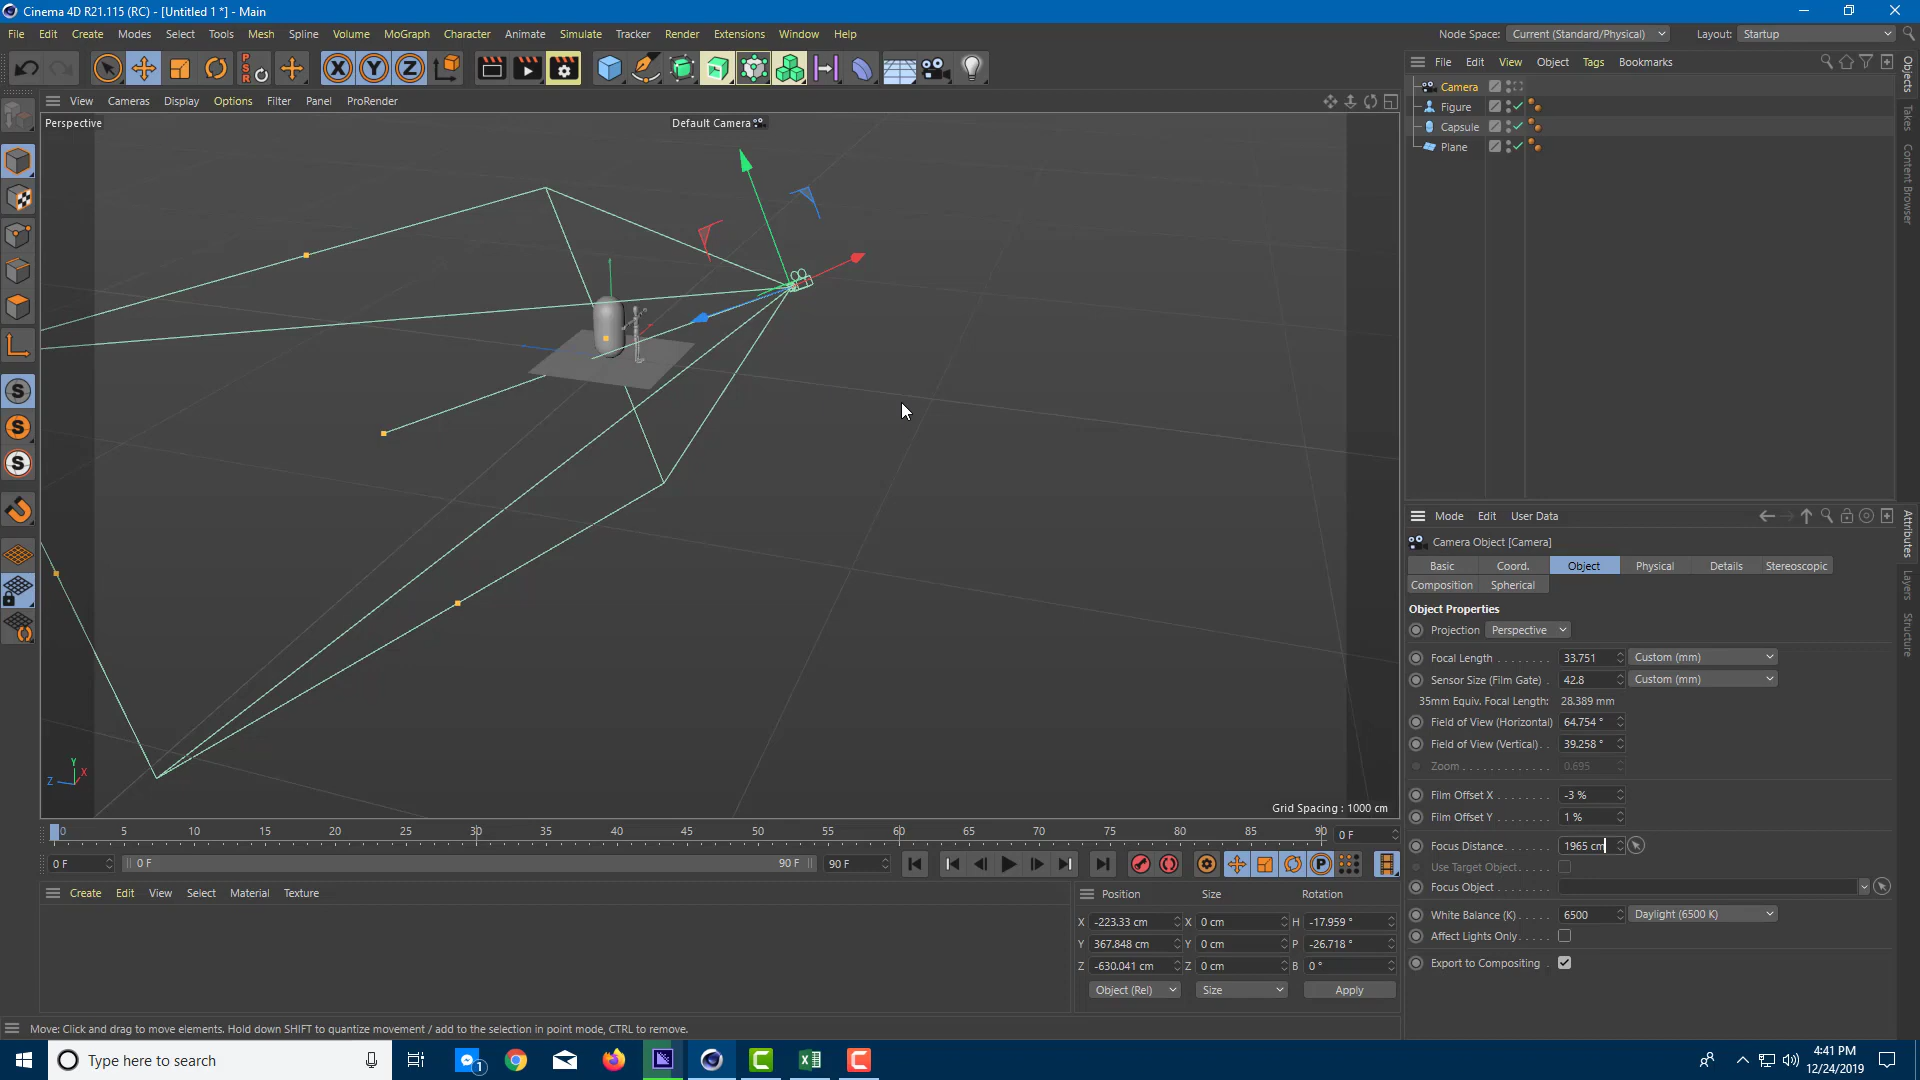 Cinema 4D R21.115 (RC) - [Untitled 1 *] - Main
File Edit Create Modes Select Tools Mesh Spline Volume MoGraph Character Animate Simulate Tracker Render Extensions Window Help
Node Space: Current (Standard/Physical) Layout: Startup
P S R X Y Z
File Edit View Object Tags Bookmarks
View Cameras Display Options Filter Panel ProRender
Perspective
Default Camera
Camera
Figure
Capsule
Plane
Objects
Takes
Content Browser
Mode Edit User Data
Camera Object [Camera]
Basic Coord. Object Physical Details Stereoscopic
Composition Spherical
Object Properties
Projection Perspective
Focal Length . . . . . . . . 33.751 Custom (mm)
Sensor Size (Film Gate) . 42.8 Custom (mm)
35mm Equiv. Focal Length: 28.389 mm
Field of View (Horizontal) 64.754 °
Field of View (Vertical) . . 39.258 °
Zoom . . . . . . . . . . . . . 0.695
Film Offset X . . . . . . . . -3 %
Film Offset Y . . . . . . . . 1 %
Focus Distance. . . . . . . 1965 cm
Use Target Object. . . . .
Focus Object . . . . . . . .
White Balance (K) . . . . . 6500 Daylight (6500 K)
Affect Lights Only. . . . .
Export to Compositing .
Attributes
Layers
Structure
S
S
S
Y
X
Z
Grid Spacing : 1000 cm
0 5 10 15 20 25 30 35 40 45 50 55 60 65 70 75 80 85 90 0 F
0 F 0 F 90 F 90 F P
Create Edit View Select Material Texture
Position Size Rotation
X -223.33 cm X 0 cm H -17.959 °
Y 367.848 cm Y 0 cm P -26.718 °
Z -630.041 cm Z 0 cm B 0 °
Object (Rel) Size Apply
Move: Click and drag to move elements. Hold down SHIFT to quantize movement / add to the selection in point mode, CTRL to remove.
Type here to search
1
4:41 PM
12/24/2019